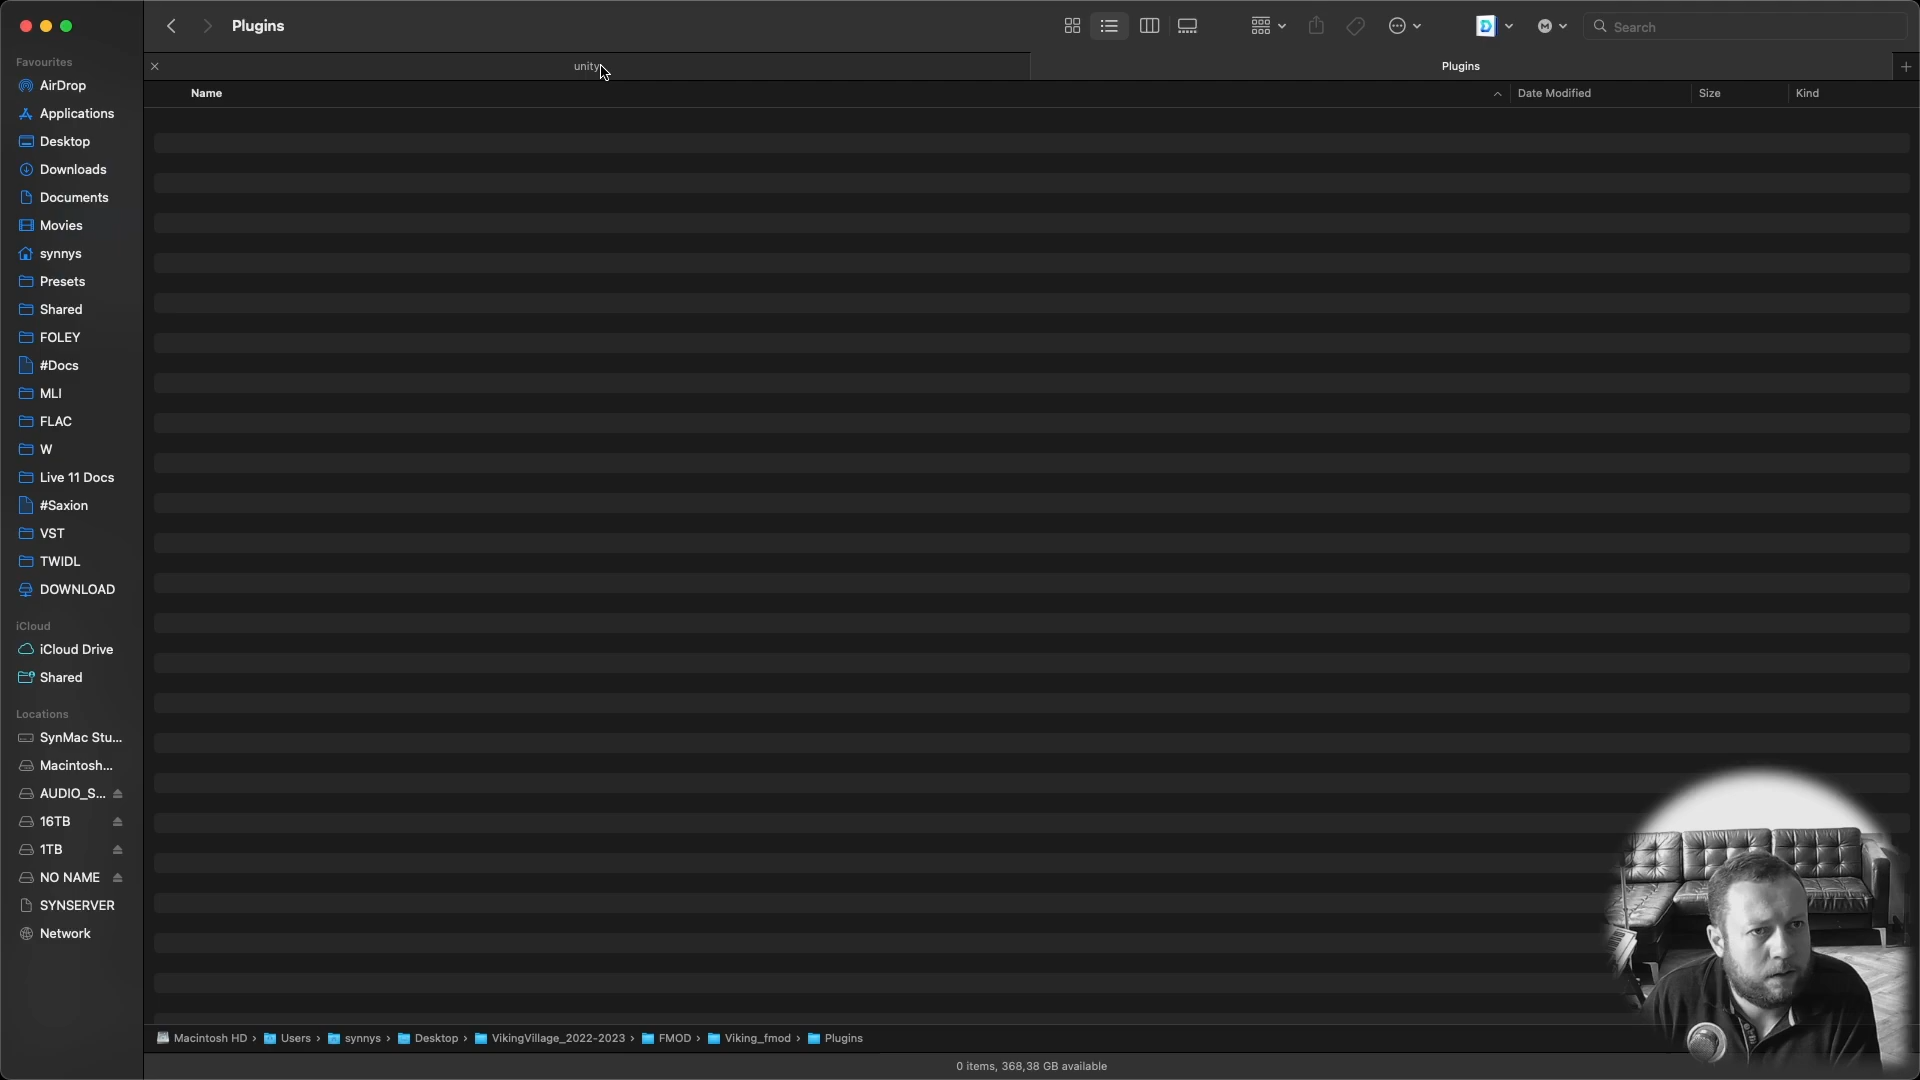 Plugins
Search
unity
Plugins
Name
Date Modified
Size
Kind
Favourites
AirDrop
Applications
Desktop
Downloads
Documents
Movies
synnys
Presets
Shared
FOLEY
#Docs
MLI
FLAC
W
Live 11 Docs
#Saxion
VST
TWIDL
DOWNLOAD
iCloud
iCloud Drive
Shared
Locations
SynMac Stu...
Macintosh...
AUDIO_S...
16TB
1TB
NO NAME
SYNSERVER
Network
Macintosh HD › Users › synnys › Desktop › VikingVillage_2022-2023 › FMOD › Viking_fmod › Plugins
0 items, 368,38 GB available